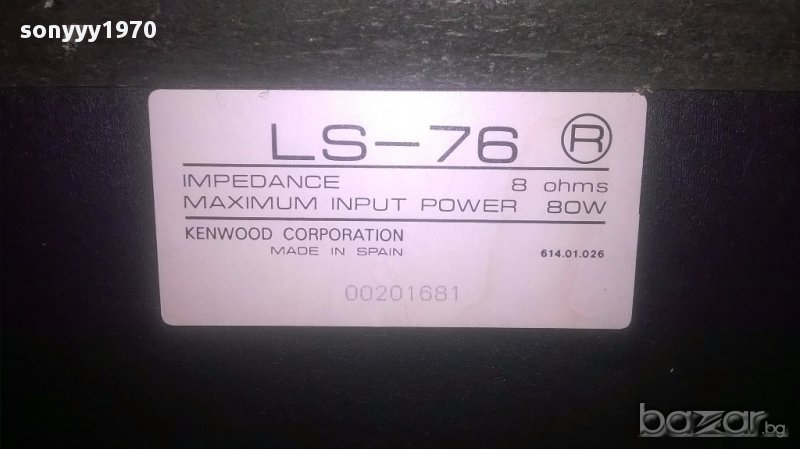 sonyyy1970
LS-76 R
IMPEDANCE 8 ohms
MAXIMUM INPUT POWER 80W
KENWOOD CORPORATION
MADE IN SPAIN 614.01.026
00201681
bazar.bg